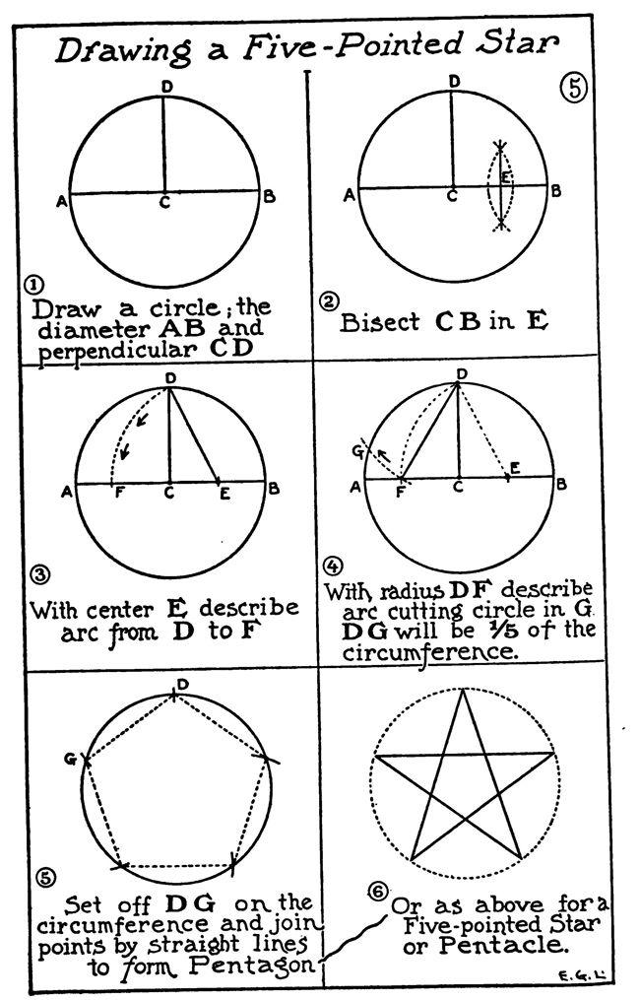 Drawing a Five-Pointed Star
5
D
A
C
B
1
Draw a circle; the
diameter AB and
perpendicular CD
D
A
C
E
B
2
Bisect CB in E
D
A
F
C
E
B
3
With center E describe
arc from D to F
D
G
A
F
C
E
B
4
With radius DF describe
arc cutting circle in G
DG will be 1/5 of the
circumference.
D
G
5
Set off DG on the
circumference and join
points by straight lines
to form Pentagon
6
Or as above for a
Five-pointed Star
or Pentacle.
E.G.L.